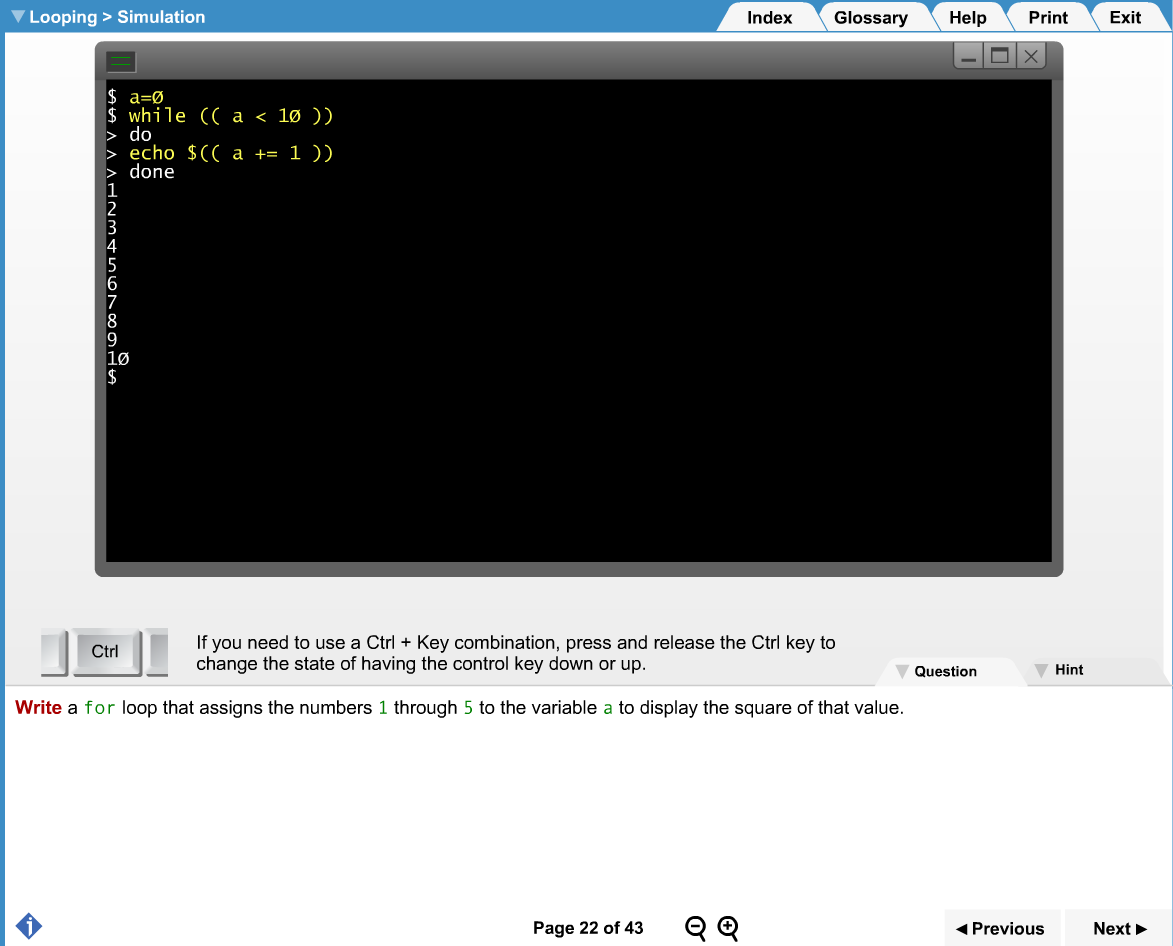 Looping > Simulation
Index Glossary Help Print Exit
$ a=0
$ while (( a < 10 ))
> do
> echo $(( a += 1 ))
> done
1
2
3
4
5
6
7
8
9
10
$
Ctrl
If you need to use a Ctrl + Key combination, press and release the Ctrl key to
change the state of having the control key down or up.
Question Hint
Write a for loop that assigns the numbers 1 through 5 to the variable a to display the square of that value.
i
Page 22 of 43
Previous Next